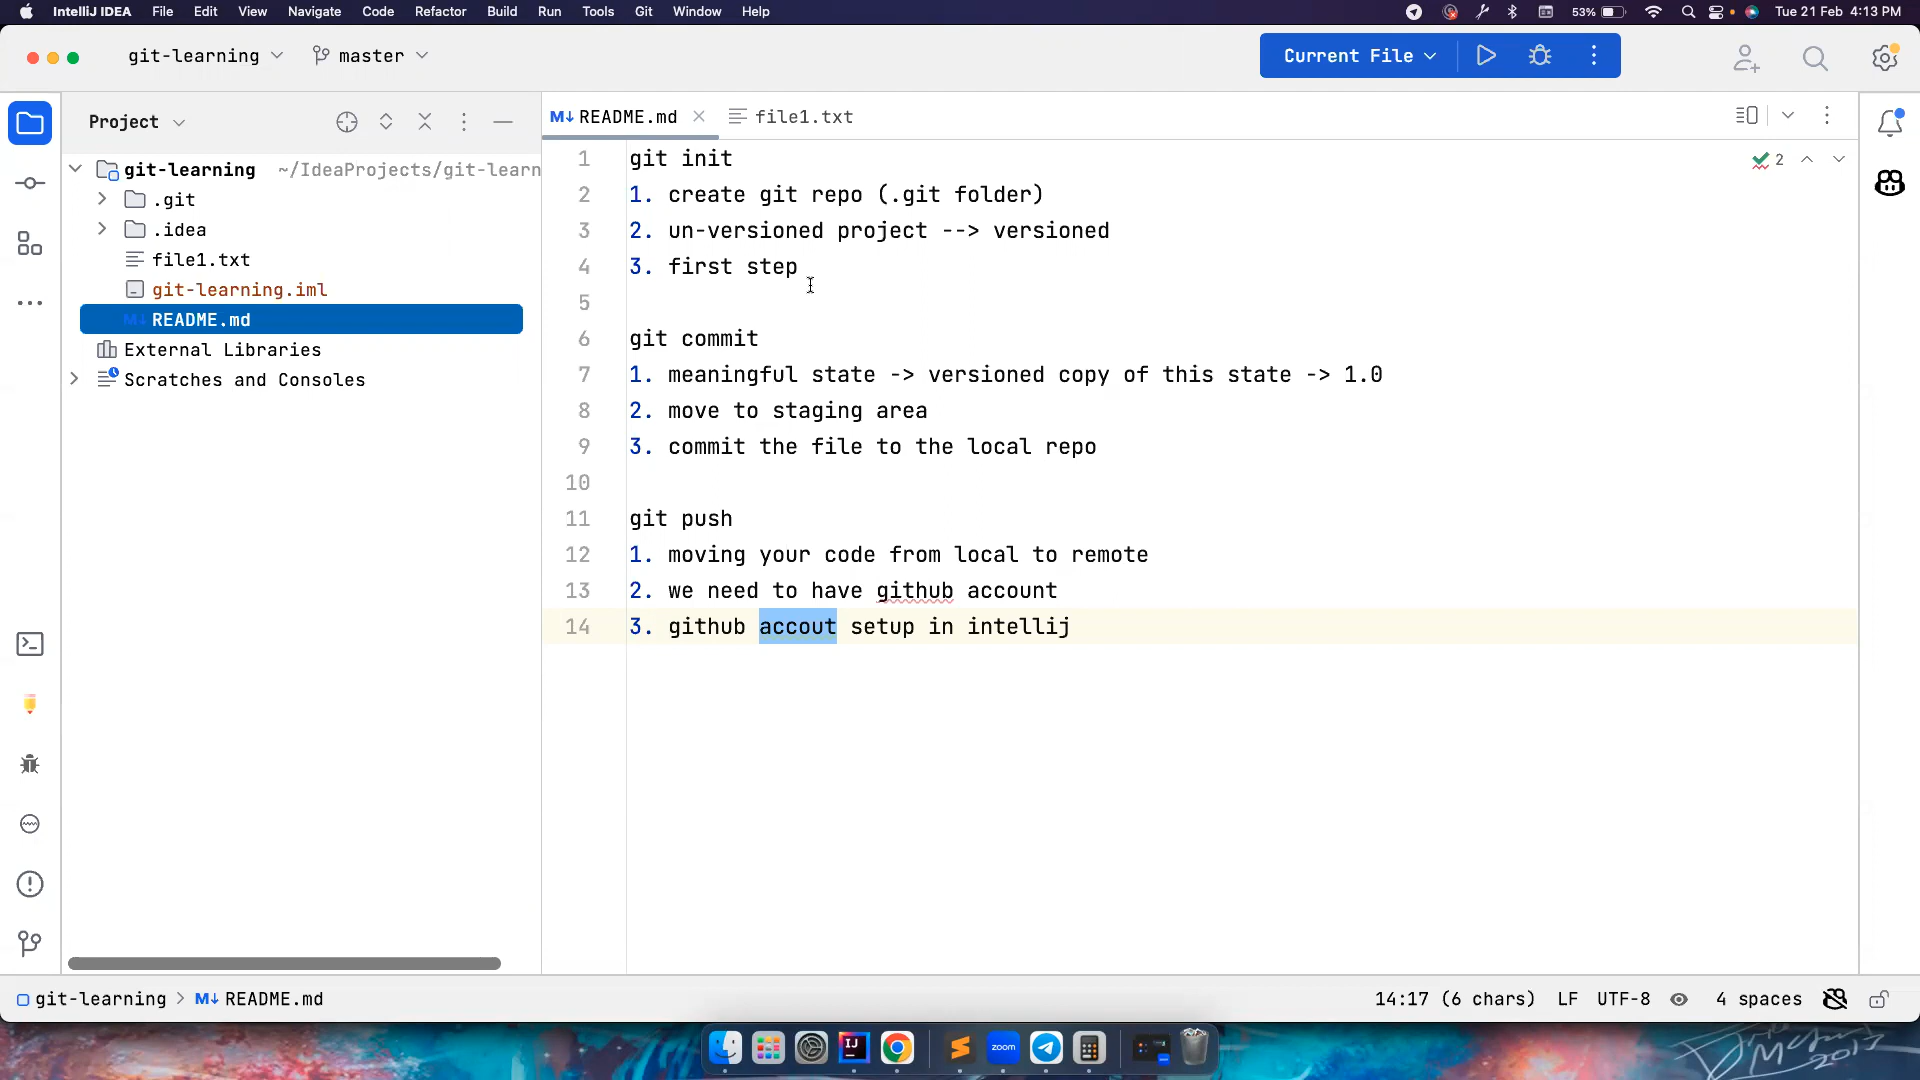 IntelliJ IDEA File Edit View Navigate Code Refactor Build Run Tools Git Window Help 53% Tue 21 Feb 4:13 PM
git-learning master Current File
Project
README.md file1.txt
git-learning ~/IdeaProjects/git-learn
.git
.idea
file1.txt
git-learning.iml
README.md
External Libraries
Scratches and Consoles
1 git init
2 1. create git repo (.git folder)
3 2. un-versioned project --> versioned
4 3. first step
5
6 git commit
7 1. meaningful state -> versioned copy of this state -> 1.0
8 2. move to staging area
9 3. commit the file to the local repo
10
11 git push
12 1. moving your code from local to remote
13 2. we need to have github account
14 3. github accout setup in intellij
2
git-learning > README.md 14:17 (6 chars) LF UTF-8 4 spaces
IJ zoom
2017